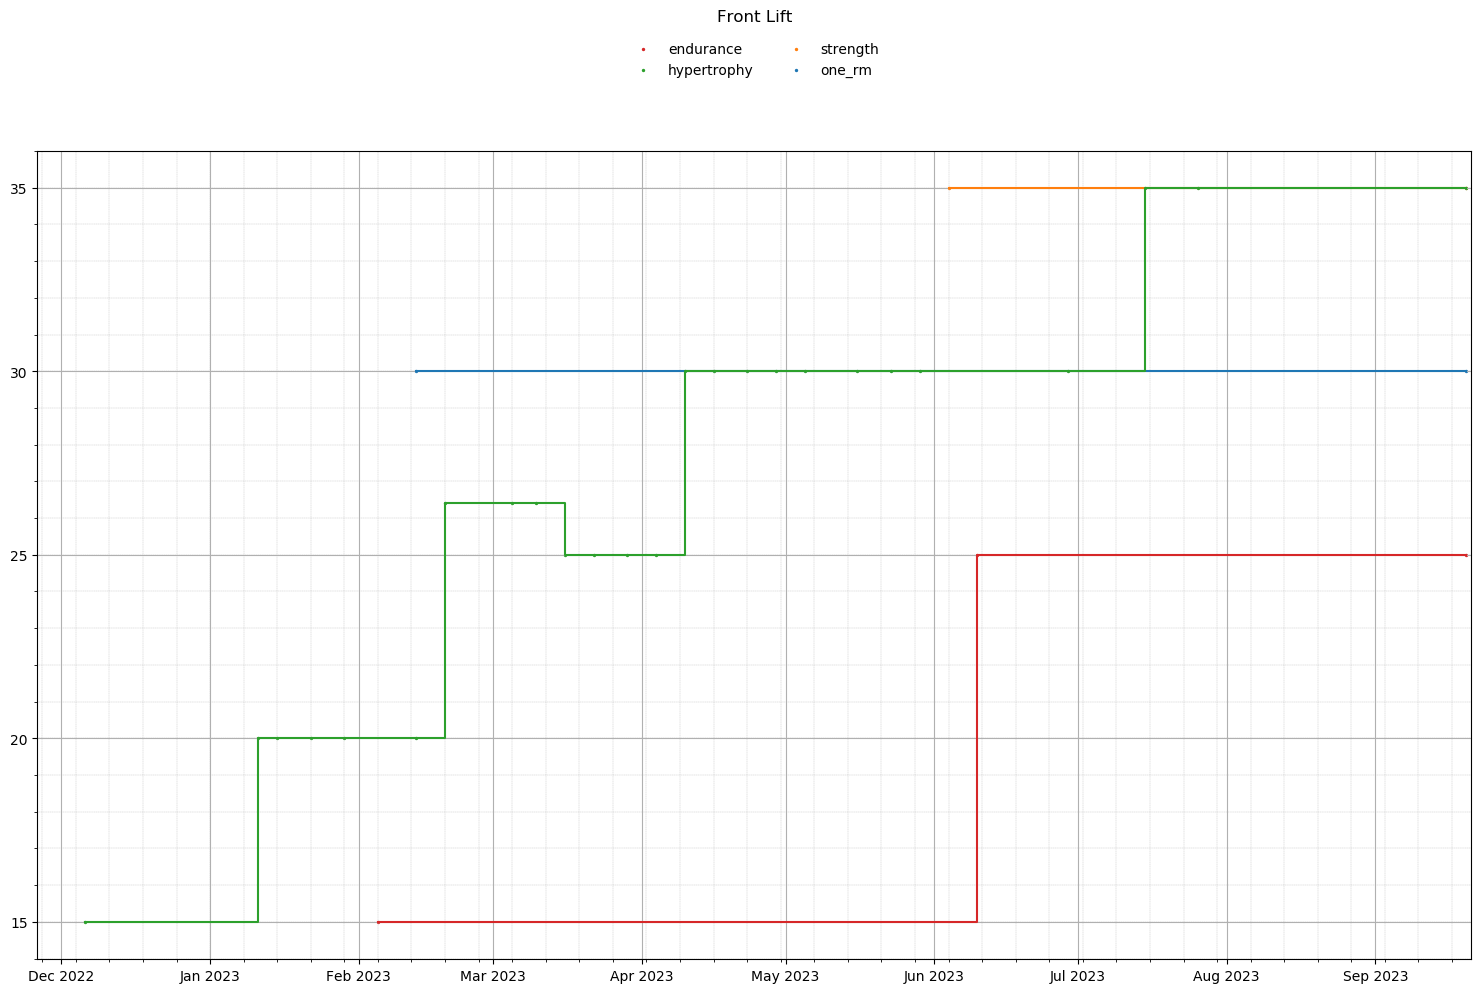 Front Lift
endurance strength
hypertrophy one_rm
35
30
25
20
15
Dec 2022 Jan 2023 Feb 2023 Mar 2023 Apr 2023 May 2023 Jun 2023 Jul 2023 Aug 2023 Sep 2023